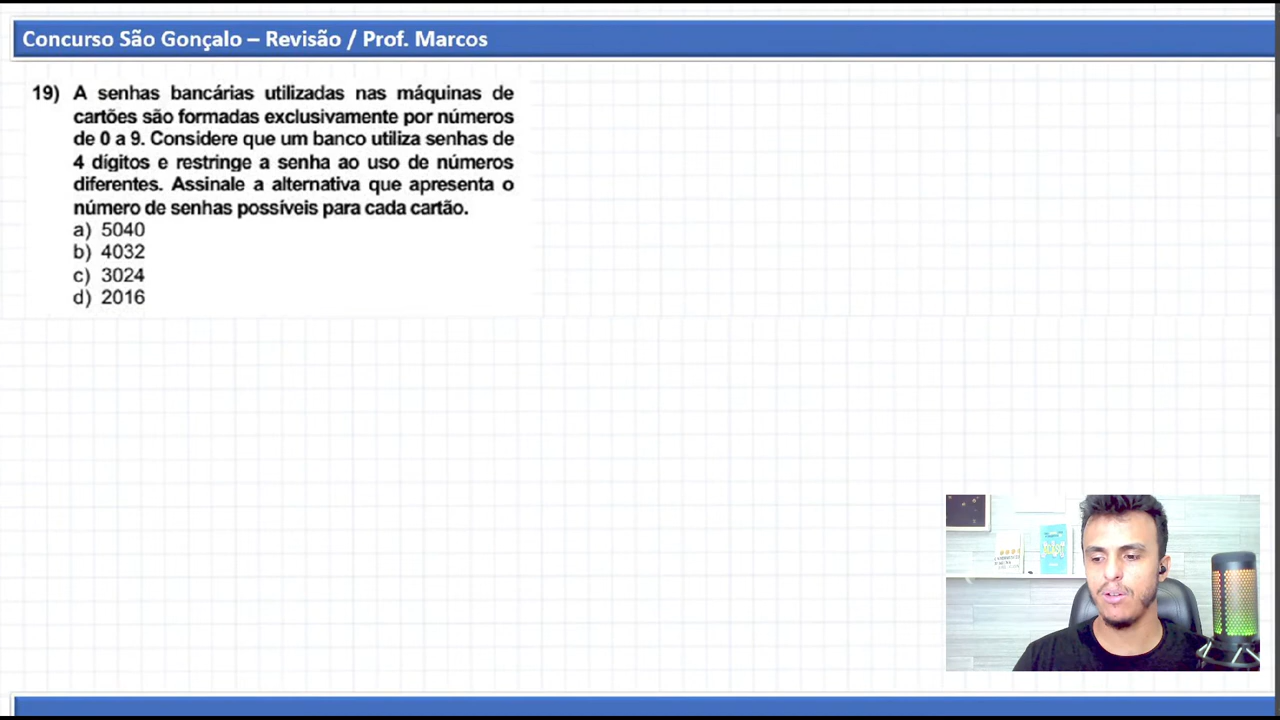 Concurso São Gonçalo – Revisão / Prof. Marcos
19) A senhas bancárias utilizadas nas máquinas de
cartões são formadas exclusivamente por números
de 0 a 9. Considere que um banco utiliza senhas de
4 dígitos e restringe a senha ao uso de números
diferentes. Assinale a alternativa que apresenta o
número de senhas possíveis para cada cartão.
a) 5040
b) 4032
c) 3024
d) 2016